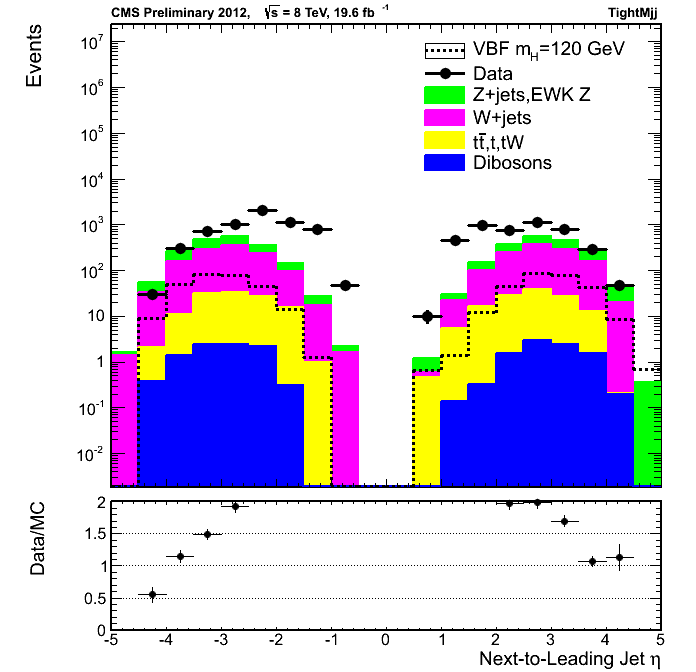 CMS Preliminary 2012, √s = 8 TeV, 19.6 fb⁻¹ TightMjj
Events
10⁷
10⁶
10⁵
10⁴
10³
10²
10
1
10⁻¹
10⁻²
VBF m_H=120 GeV
Data
Z+jets,EWK Z
W+jets
tt̄,t,tW
Dibosons
Data/MC
2
1.5
1
0.5
0
-5 -4 -3 -2 -1 0 1 2 3 4 5
Next-to-Leading Jet η